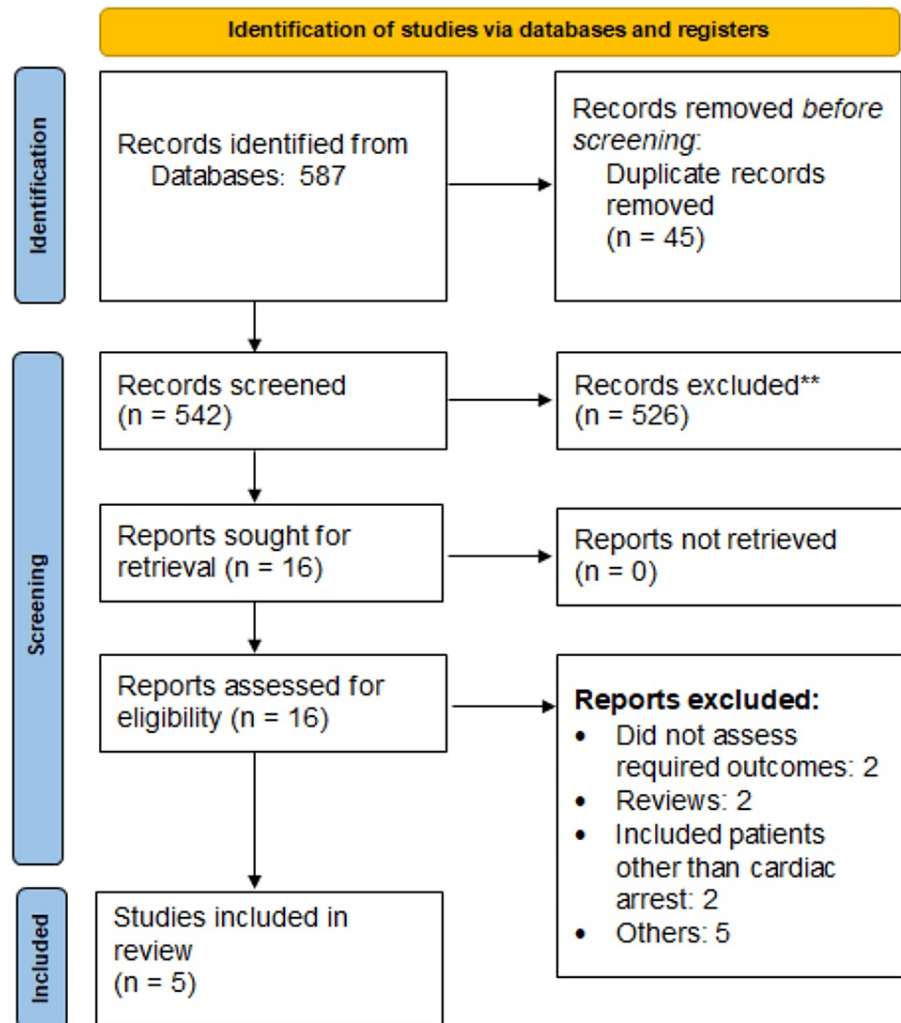 Identification of studies via databases and registers
Identification
Records identified from
Databases: 587
Records removed before
screening:
Duplicate records
removed
(n = 45)
Screening
Records screened
(n = 542)
Records excluded**
(n = 526)
Reports sought for
retrieval (n = 16)
Reports not retrieved
(n = 0)
Reports assessed for
eligibility (n = 16)
Reports excluded:
• Did not assess
required outcomes: 2
• Reviews: 2
• Included patients
other than cardiac
arrest: 2
• Others: 5
Included
Studies included in
review
(n = 5)